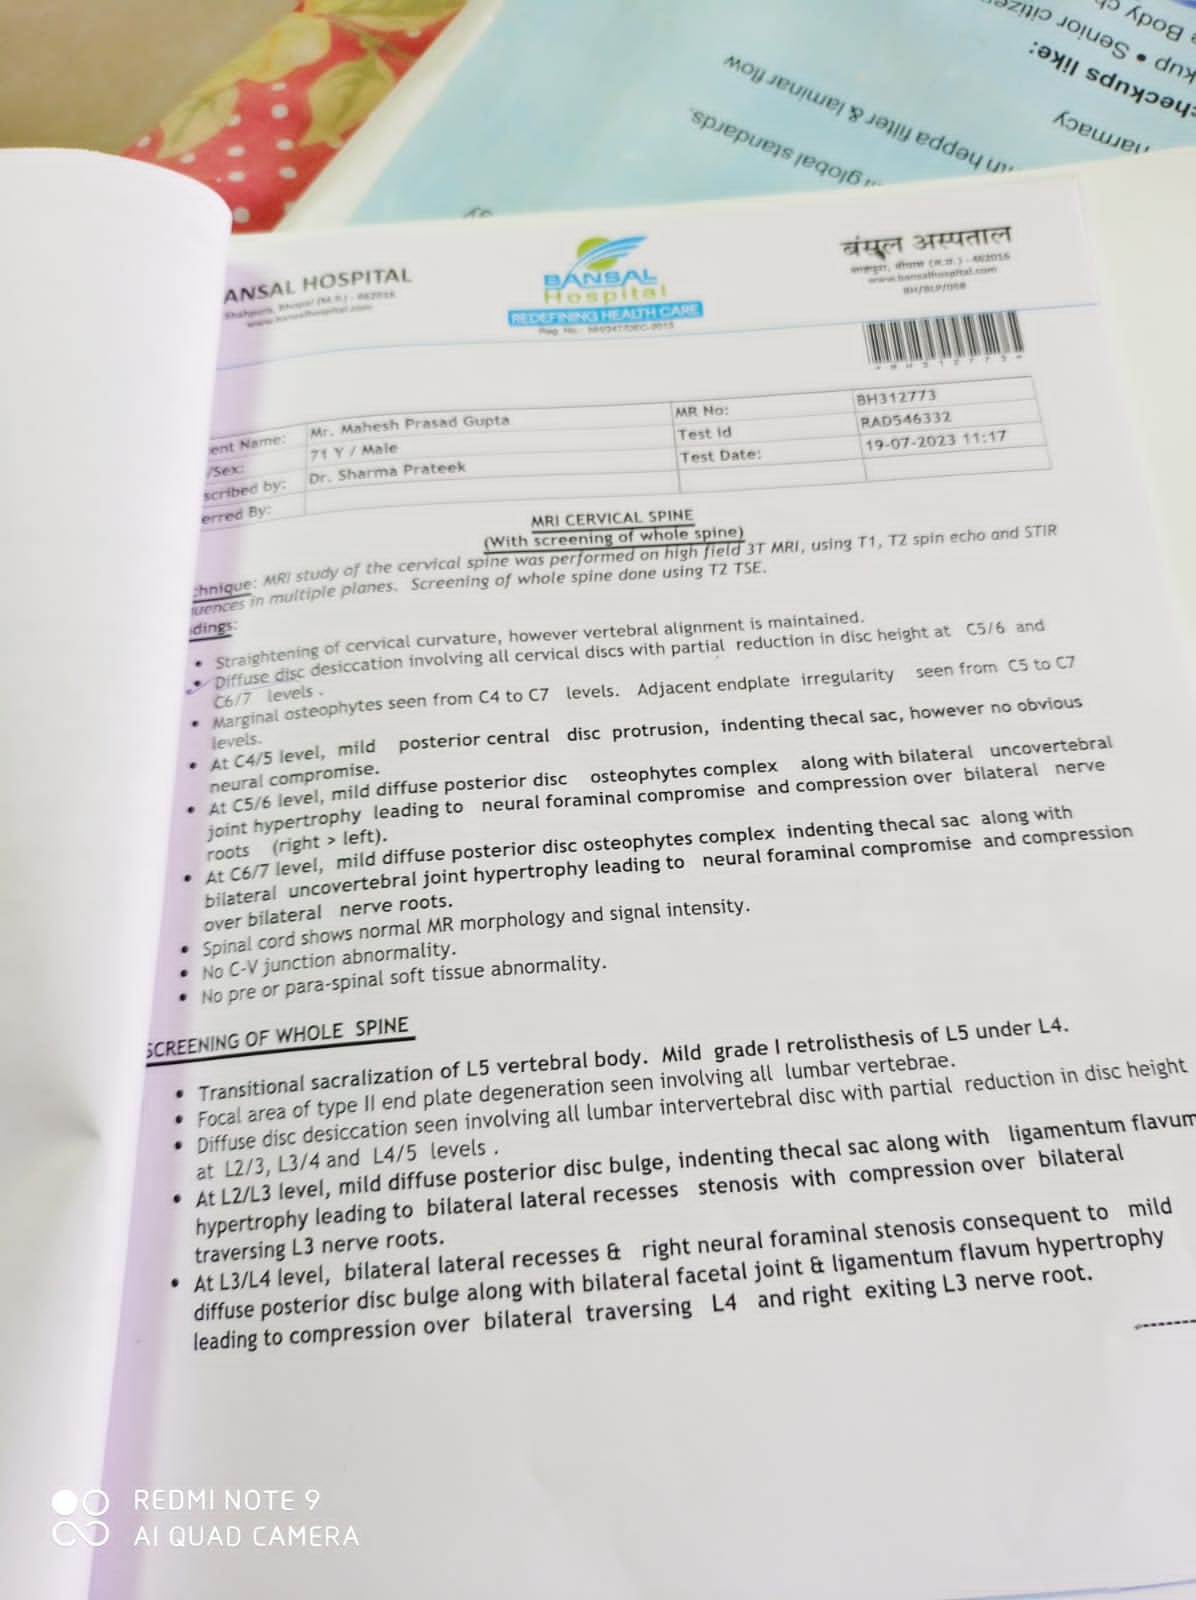 kup • Senior citizen
Body
checkups like:
harmacy
th heppa filter & laminar flow
global standards.
ANSAL HOSPITAL
Shahpura, Bhopal (M.P.) - 462016
www.bansalhospital.com
BANSAL
Hospital
REDEFINING HEALTH CARE
बंसल अस्पताल
शाहपुरा, भोपाल (म.प्र.) - 462016
www.bansalhospital.com
BH/BLP/058
ent Name: Mr. Mahesh Prasad Gupta MR No: BH312773
/Sex: 71 Y / Male Test Id RAD546332
scribed by: Dr. Sharma Prateek Test Date: 19-07-2023 11:17
erred By:
MRI CERVICAL SPINE
(With screening of whole spine)
chnique: MRI study of the cervical spine was performed on high field 3T MRI, using T1, T2 spin echo and STIR
uences in multiple planes. Screening of whole spine done using T2 TSE.
dings:
• Straightening of cervical curvature, however vertebral alignment is maintained.
• Diffuse disc desiccation involving all cervical discs with partial reduction in disc height at C5/6 and
C6/7 levels .
• Marginal osteophytes seen from C4 to C7 levels. Adjacent endplate irregularity seen from C5 to C7
levels.
• At C4/5 level, mild posterior central disc protrusion, indenting thecal sac, however no obvious
neural compromise.
• At C5/6 level, mild diffuse posterior disc osteophytes complex along with bilateral uncovertebral
joint hypertrophy leading to neural foraminal compromise and compression over bilateral nerve
roots (right > left).
• At C6/7 level, mild diffuse posterior disc osteophytes complex indenting thecal sac along with
bilateral uncovertebral joint hypertrophy leading to neural foraminal compromise and compression
over bilateral nerve roots.
• Spinal cord shows normal MR morphology and signal intensity.
• No C-V junction abnormality.
• No pre or para-spinal soft tissue abnormality.
SCREENING OF WHOLE SPINE
• Transitional sacralization of L5 vertebral body. Mild grade I retrolisthesis of L5 under L4.
• Focal area of type II end plate degeneration seen involving all lumbar vertebrae.
• Diffuse disc desiccation seen involving all lumbar intervertebral disc with partial reduction in disc height
at L2/3, L3/4 and L4/5 levels .
• At L2/L3 level, mild diffuse posterior disc bulge, indenting thecal sac along with ligamentum flavum
hypertrophy leading to bilateral lateral recesses stenosis with compression over bilateral
traversing L3 nerve roots.
• At L3/L4 level, bilateral lateral recesses & right neural foraminal stenosis consequent to mild
diffuse posterior disc bulge along with bilateral facetal joint & ligamentum flavum hypertrophy
leading to compression over bilateral traversing L4 and right exiting L3 nerve root.
REDMI NOTE 9
AI QUAD CAMERA